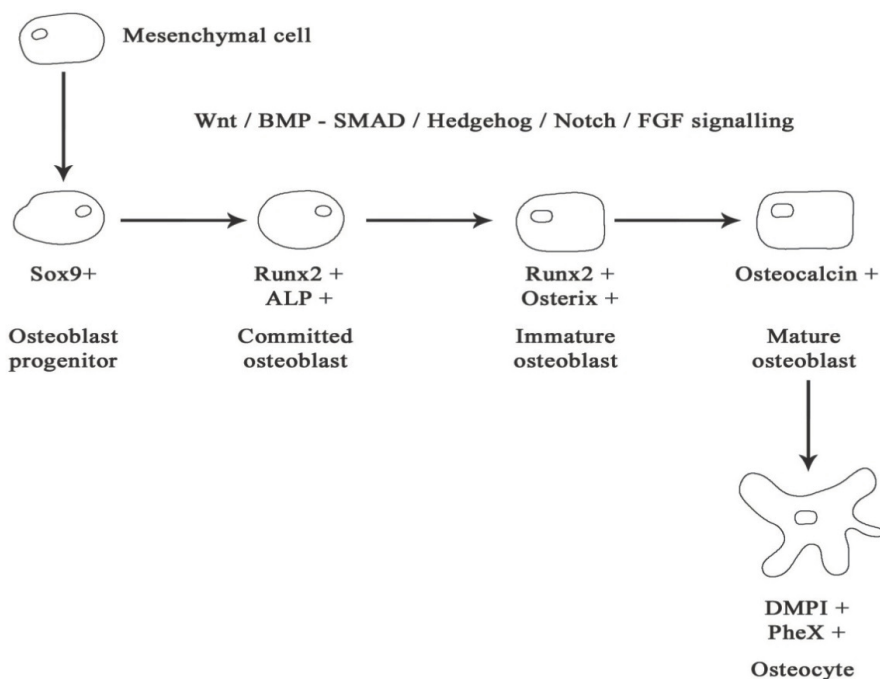 Mesenchymal cell
Wnt / BMP - SMAD / Hedgehog / Notch / FGF signalling
Sox9+
Osteoblast
progenitor
Runx2 +
ALP +
Committed
osteoblast
Runx2 +
Osterix +
Immature
osteoblast
Osteocalcin +
Mature
osteoblast
DMPI +
PheX +
Osteocyte